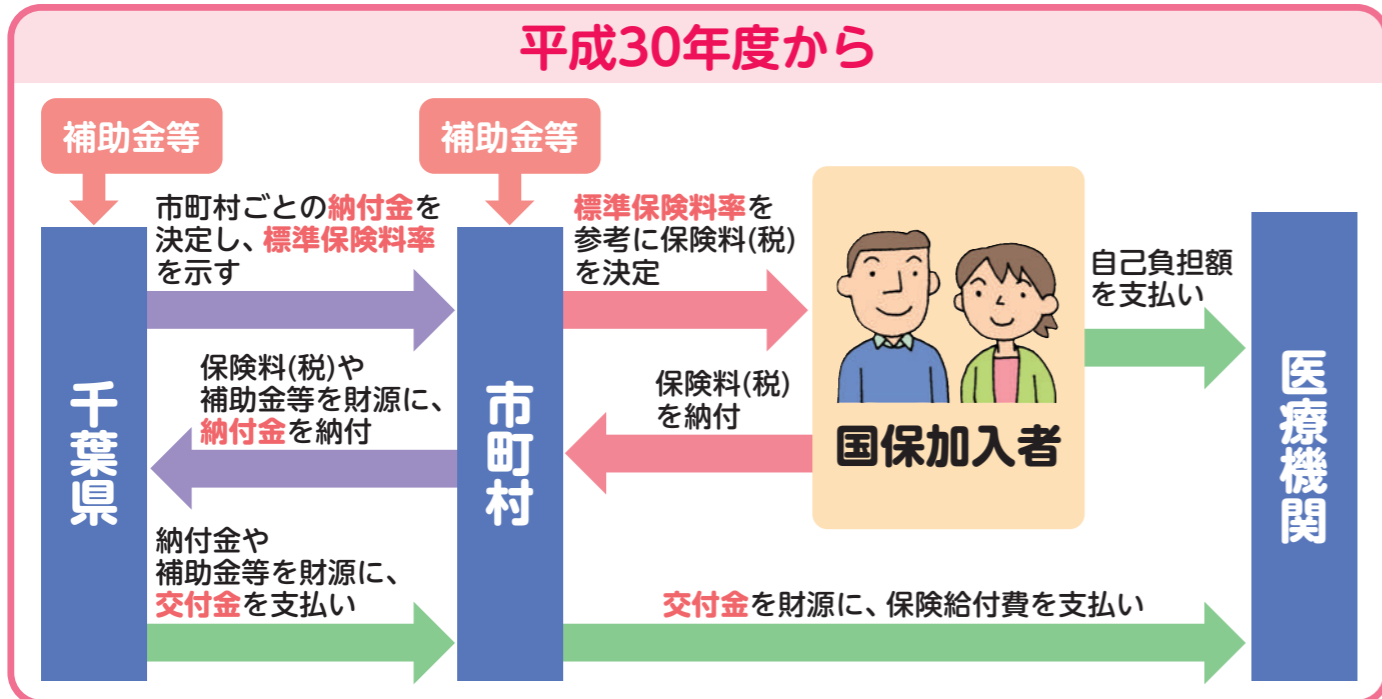 平成30年度から
補助金等
補助金等
市町村ごとの納付金を
決定し、標準保険料率
を示す
標準保険料率を
参考に保険料(税)
を決定
自己負担額
を支払い
保険料(税)や
補助金等を財源に、
納付金を納付
保険料(税)
を納付
国保加入者
千葉県
市町村
医療機関
納付金や
補助金等を財源に、
交付金を支払い
交付金を財源に、保険給付費を支払い